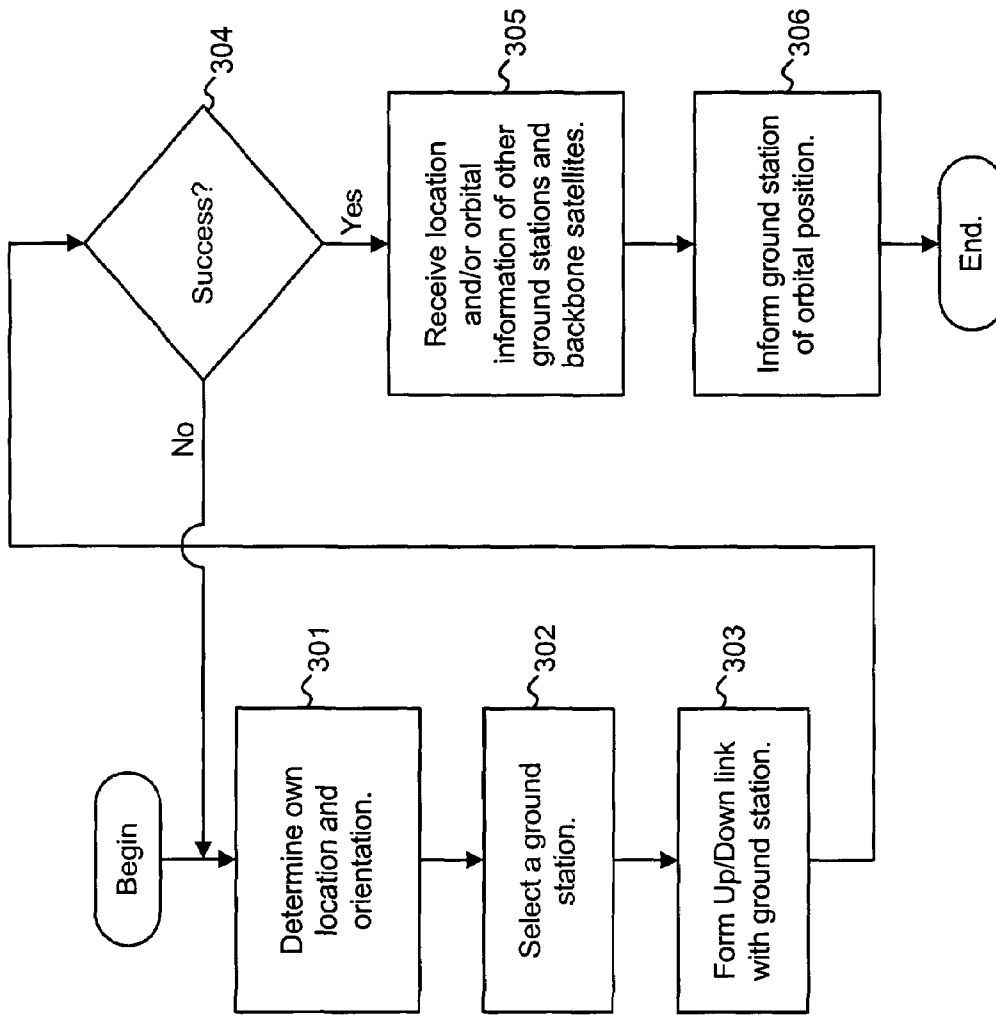 Begin
301
Determine own
location and
orientation.
302
Select a ground
station.
303
Form Up/Down link
with ground station.
304
Success?
No
Yes
305
Receive location
and/or orbital
information of other
ground stations and
backbone satellites.
306
Inform ground station
of orbital position.
End.